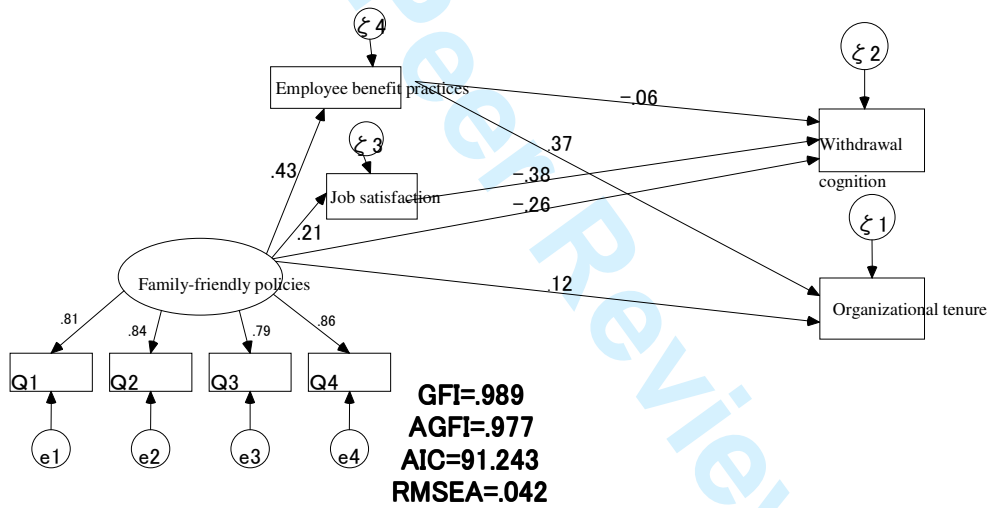 ζ4
Employee benefit practices
ζ2
-.06
Withdrawal
cognition
.37
ζ3
.43
-.38
Job satisfaction
-.26
.21
ζ1
Family-friendly policies
.12
Organizational tenure
.81
.84
.79
.86
Q1
Q2
Q3
Q4
e1
e2
e3
e4
GFI=.989
AGFI=.977
AIC=91.243
RMSEA=.042
eer Review